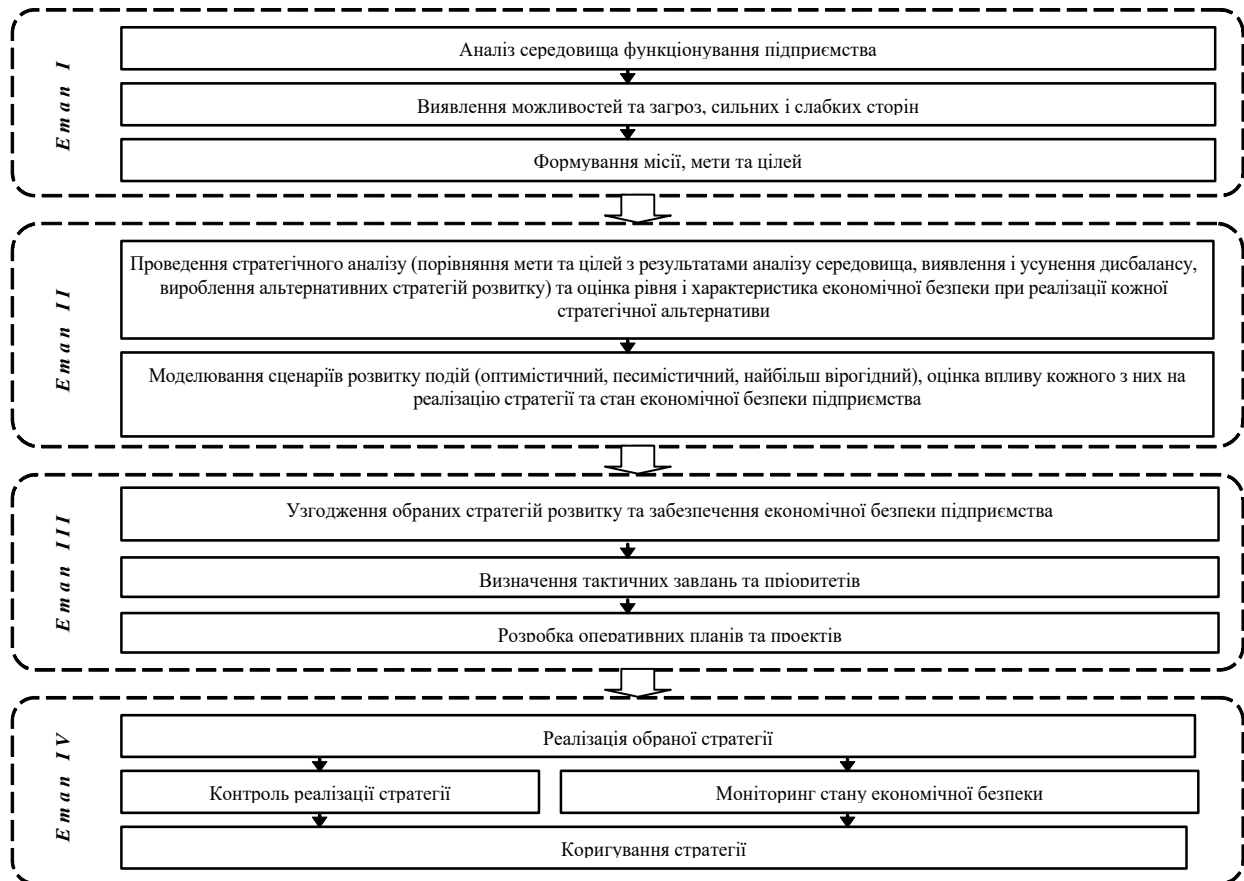 Етап I
Аналіз середовища функціонування підприємства
Виявлення можливостей та загроз, сильних і слабких сторін
Формування місії, мети та цілей
Етап II
Проведення стратегічного аналізу (порівняння мети та цілей з результатами аналізу середовища, виявлення і усунення дисбалансу,
вироблення альтернативних стратегій розвитку) та оцінка рівня і характеристика економічної безпеки при реалізації кожної
стратегічної альтернативи
Моделювання сценаріїв розвитку подій (оптимістичний, песимістичний, найбільш вірогідний), оцінка впливу кожного з них на
реалізацію стратегії та стан економічної безпеки підприємства
Етап III
Узгодження обраних стратегій розвитку та забезпечення економічної безпеки підприємства
Визначення тактичних завдань та пріоритетів
Розробка оперативних планів та проектів
Етап IV
Реалізація обраної стратегії
Контроль реалізації стратегії
Моніторинг стану економічної безпеки
Коригування стратегії